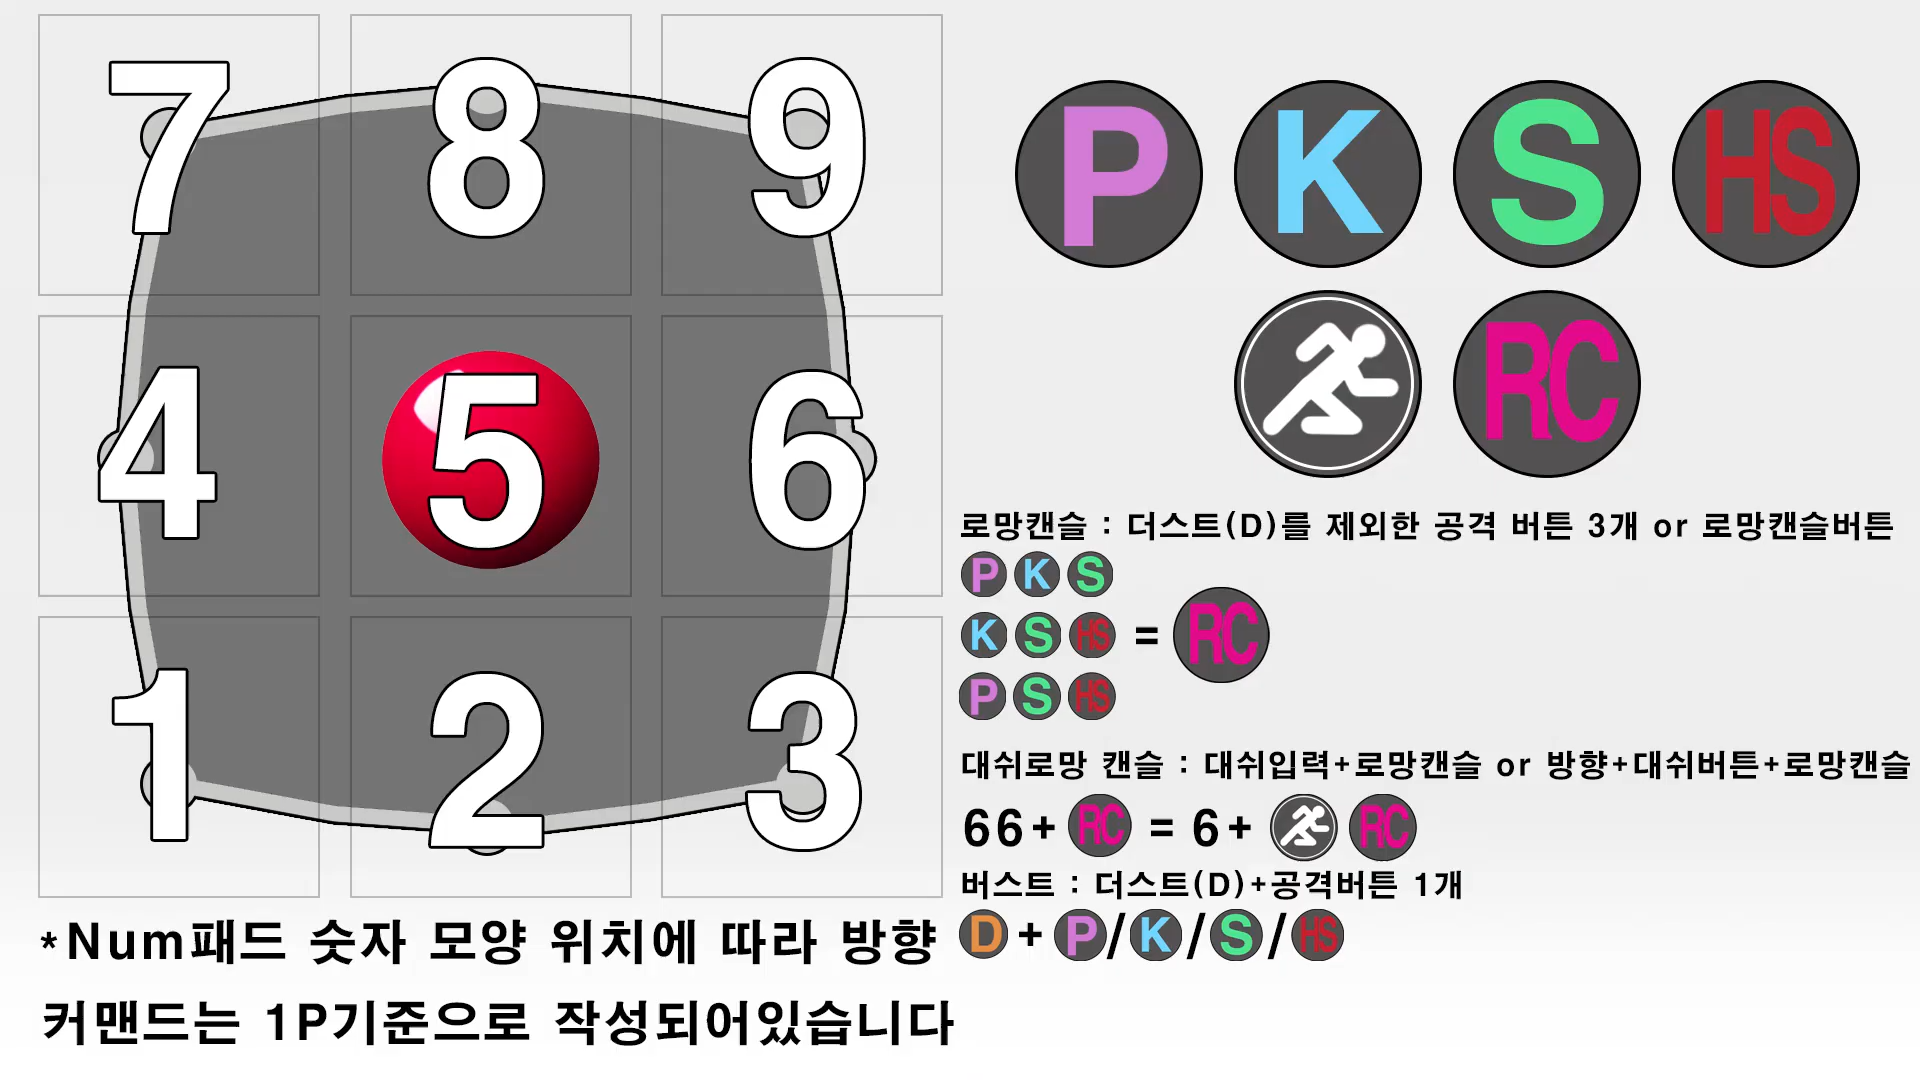 7 8 9
4 5 6
1 2 3
*Num패드 숫자 모양 위치에 따라 방향
커맨드는 1P기준으로 작성되어있습니다
P K S HS
RC
로망캔슬 : 더스트(D)를 제외한 공격 버튼 3개 or 로망캔슬버튼
P K S
K S HS = RC
P S HS
대쉬로망 캔슬 : 대쉬입력+로망캔슬 or 방향+대쉬버튼+로망캔슬
66+ RC = 6+ RC
버스트 : 더스트(D)+공격버튼 1개
D + P/K/S/HS